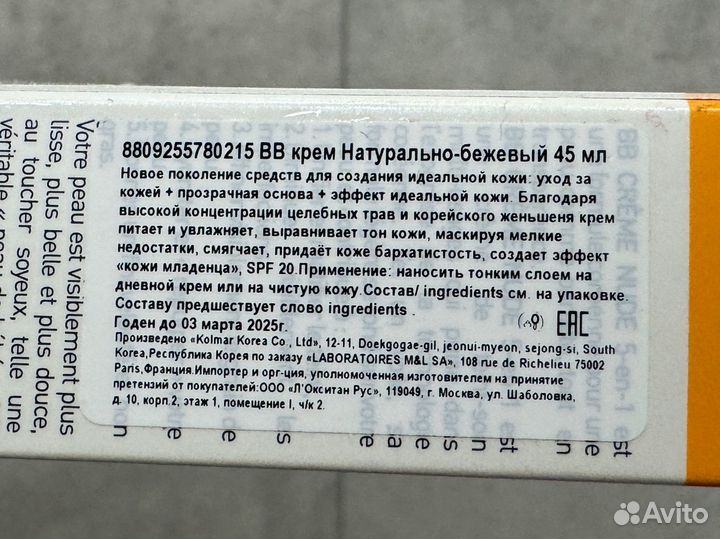 8809255780215 ВВ крем Натурально-бежевый 45 мл
Новое поколение средств для создания идеальной кожи: уход за
кожей + прозрачная основа + эффект идеальной кожи. Благодаря
высокой концентрации целебных трав и корейского женьшеня крем
питает и увлажняет, выравнивает тон кожи, маскируя мелкие
недостатки, смягчает, придаёт коже бархатистость, создает эффект
«кожи младенца», SPF 20.Применение: наносить тонким слоем на
дневной крем или на чистую кожу.Состав/ ingredients см. на упаковке.
Составу предшествует слово ingredients .
Годен до 03 марта 2025г.
EAC
Произведено «Kolmar Korea Co., Ltd», 12-11, Doekgogae-gil, jeonui-myeon, sejong-si, South
Korea,Республика Корея по заказу «LABORATOIRES M&L SA», 108 rue de Richelieu 75002
Paris,Франция.Импортер и орг-ция, уполномоченная изготовителем на принятие
претензий от покупателей:ООО «Л'Окситан Рус», 119049, г. Москва, ул. Шаболовка,
д. 10, корп.2, этаж 1, помещение I, ч/к 2.
Votre peau est visiblement plus
lisse, plus belle et plus douce,
au toucher soyeux, telle une
BB CRÈME NUDE 5-en-1 est
Avito